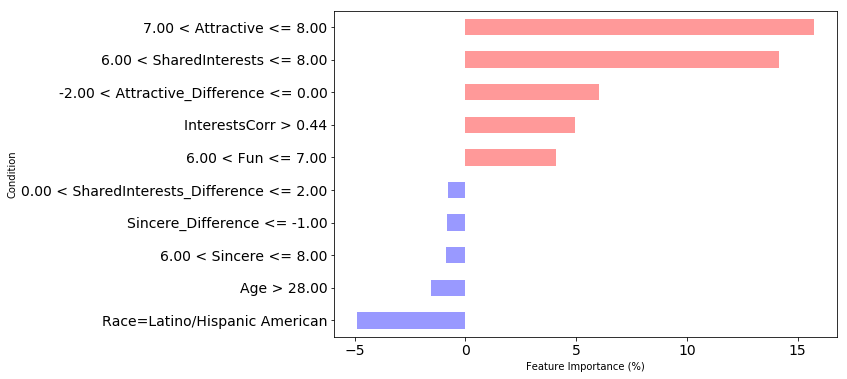 7.00 < Attractive <= 8.00
6.00 < SharedInterests <= 8.00
-2.00 < Attractive_Difference <= 0.00
InterestsCorr > 0.44
6.00 < Fun <= 7.00
0.00 < SharedInterests_Difference <= 2.00
Sincere_Difference <= -1.00
6.00 < Sincere <= 8.00
Age > 28.00
Race=Latino/Hispanic American
Condition
−5 0 5 10 15
Feature Importance (%)